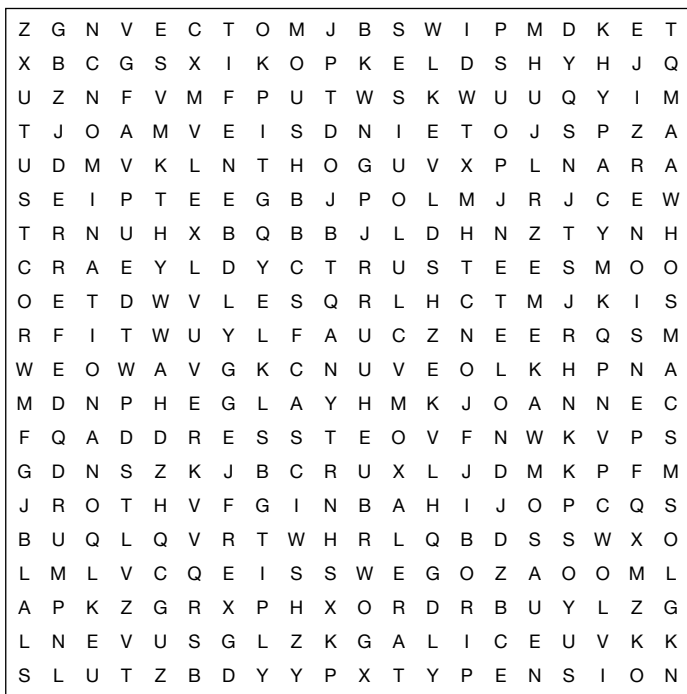 Z G N V E C T O M J B S W I P M D K E T
X B C G S X I K O P K E L D S H Y H J Q
U Z N F V M F P U T W S K W U U Q Y I M
T J O A M V E I S D N I E T O J S P Z A
U D M V K L N T H O G U V X P L N A R A
S E I P T E E G B J P O L M J R J C E W
T R N U H X B Q B B J L D H N Z T Y N H
C R A E Y L D Y C T R U S T E E S M O O
O E T D W V L E S Q R L H C T M J K I S
R F I T W U Y L F A U C Z N E E R Q S M
W E O W A V G K C N U V E O L K H P N A
M D N P H E G L A Y H M K J O A N N E C
F Q A D D R E S S T E O V F N W K V P S
G D N S Z K J B C R U X L J D M K P F M
J R O T H V F G I N B A H I J O P C Q S
B U Q L Q V R T W H R L Q B D S S W X O
L M L V C Q E I S S W E G O Z A O O M L
A P K Z G R X P H X O R D R B U Y L Z G
L N E V U S G L Z K G A L I C E U V K K
S L U T Z B D Y Y P X T Y P E N S I O N